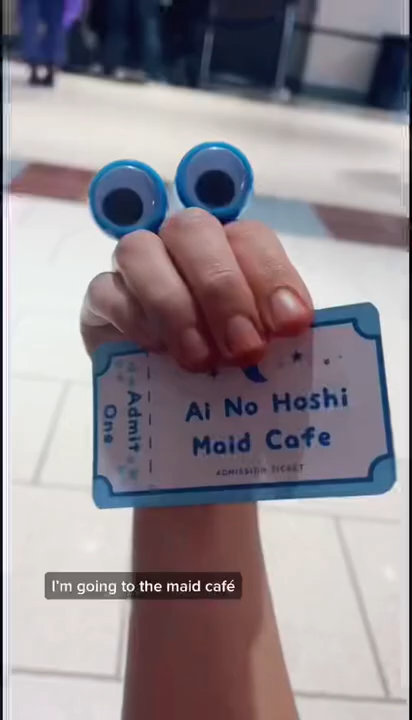 Ai No Hoshi
Maid Cafe
ADMISSION TICKET
Admit
One
I'm going to the maid café